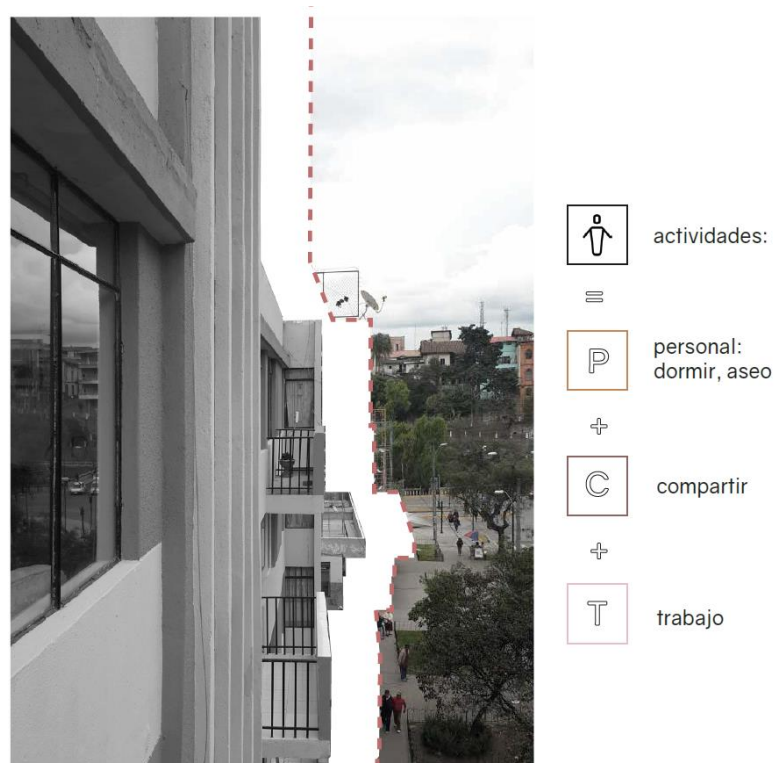 actividades:
=
P
personal:
dormir, aseo
+
C
compartir
+
T
trabajo